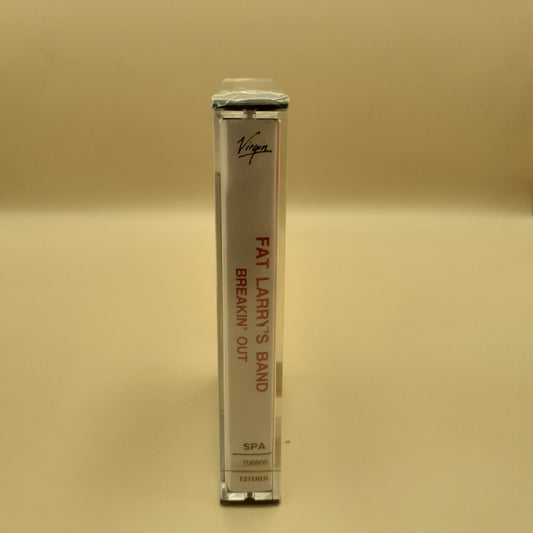 Virgin
FAT LARRY'S BAND
BREAKIN' OUT
SPA
706805
ESTEREO